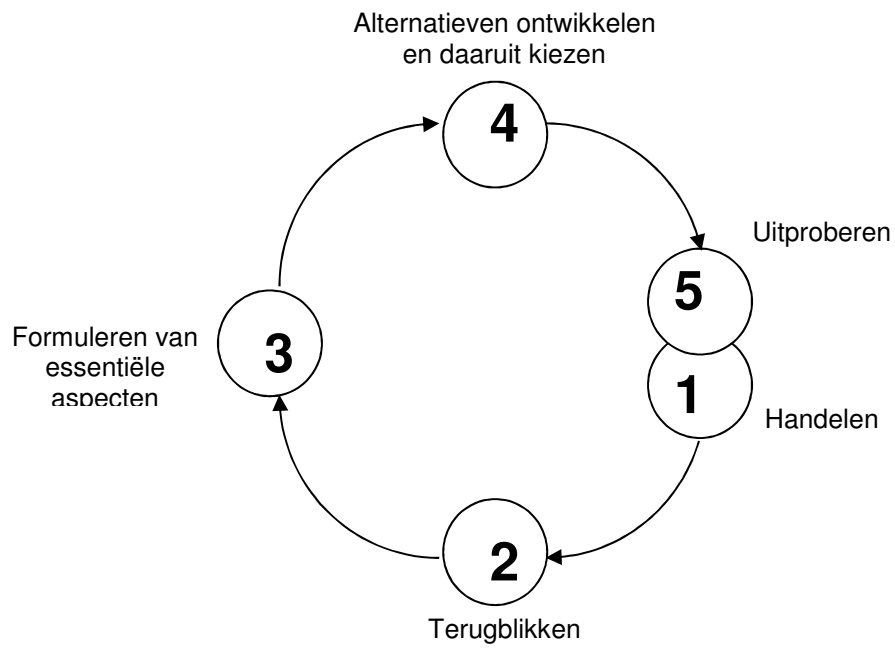 Alternatieven ontwikkelen
en daaruit kiezen
4
Uitproberen
5
Formuleren van
essentiële
aspecten
3
1
Handelen
2
Terugblikken